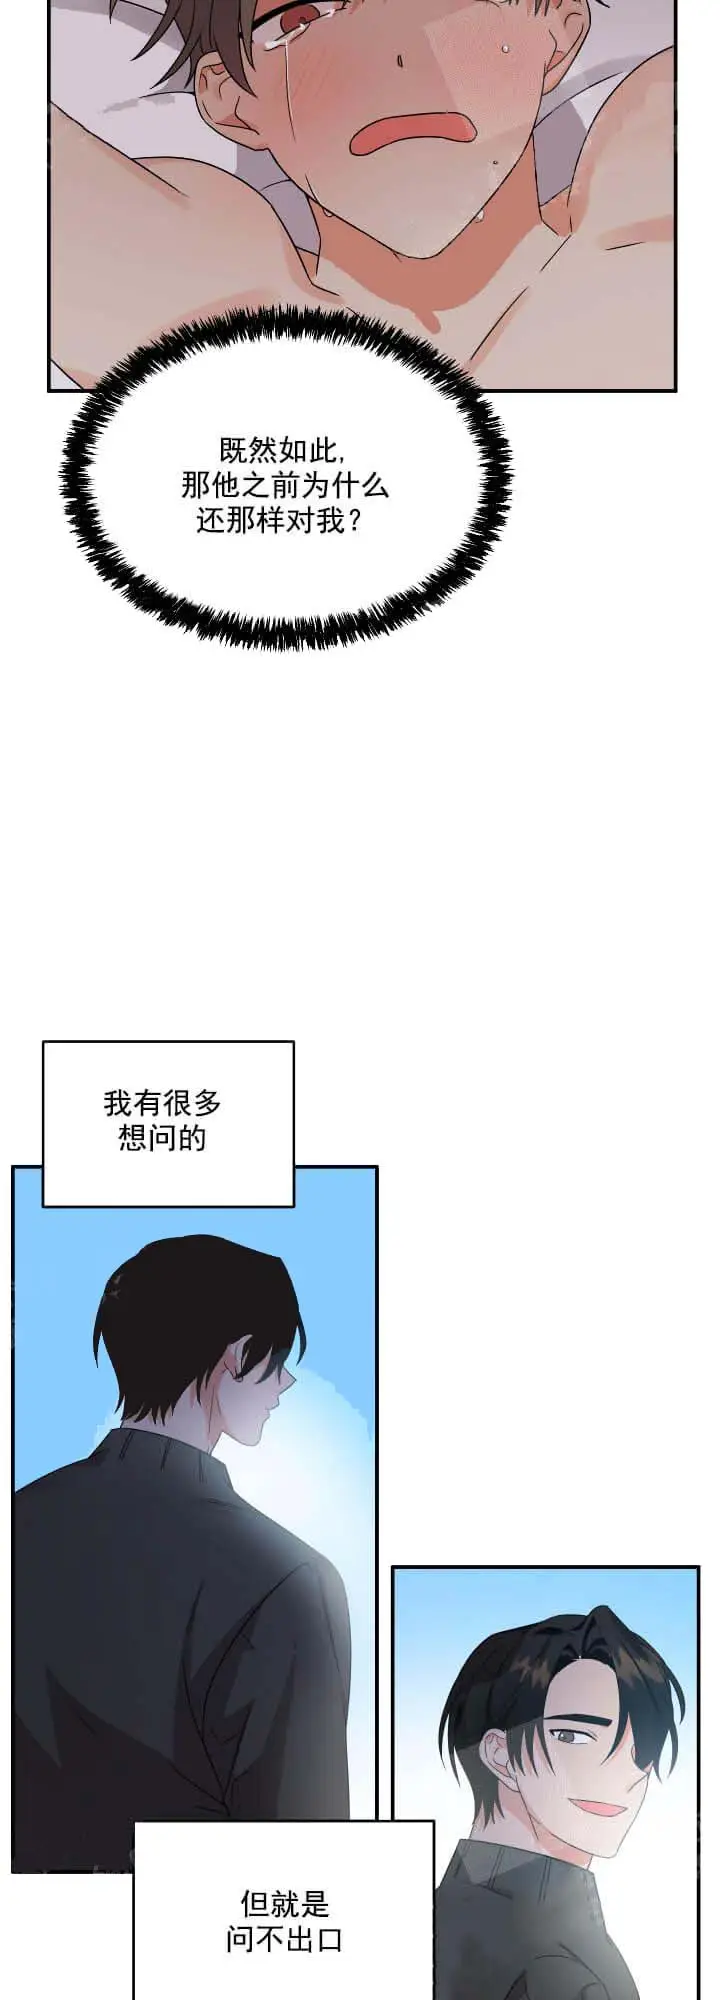 既然如此,
那他之前为什么
还那样对我?
我有很多
想问的
但就是
问不出口